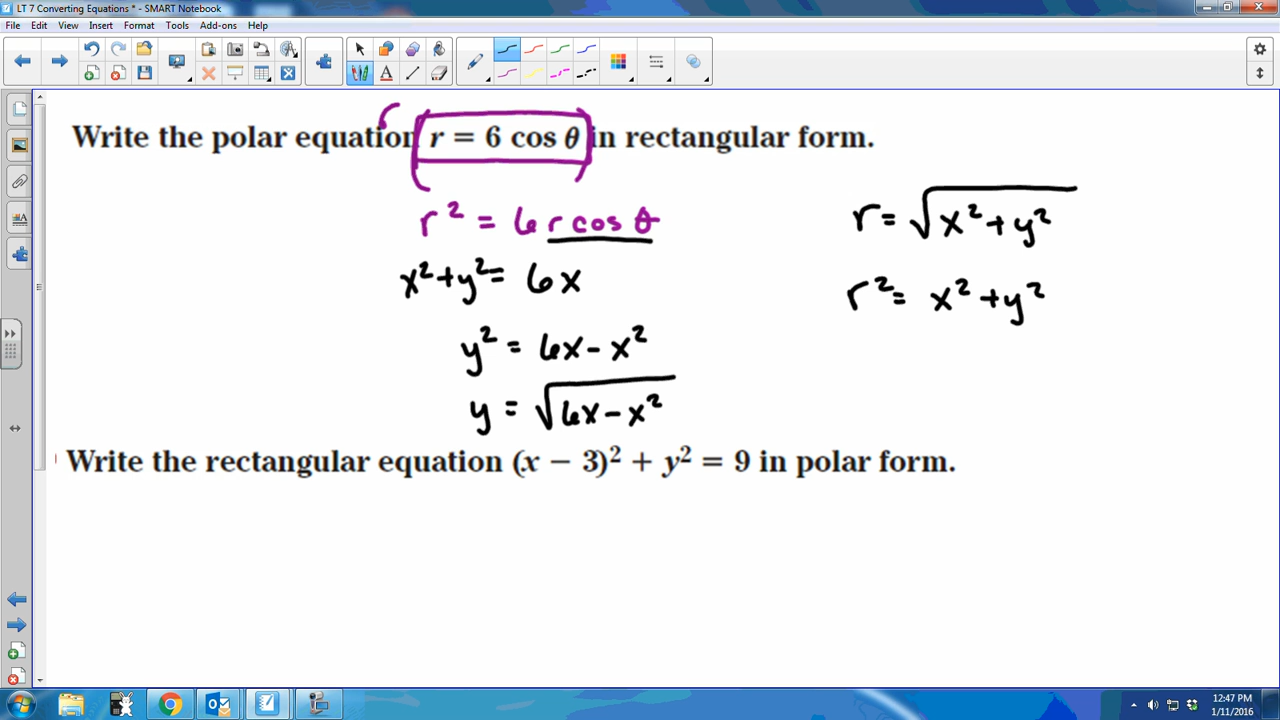 LT 7 Converting Equations * - SMART Notebook
File Edit View Insert Format Tools Add-ons Help
Write the polar equation r = 6 cos θ in rectangular form.
r² = 6 r cos θ
x² + y² = 6x
y² = 6x - x²
y = √6x - x²
r = √x² + y²
r² = x² + y²
Write the rectangular equation (x − 3)² + y² = 9 in polar form.
12:47 PM
1/11/2016